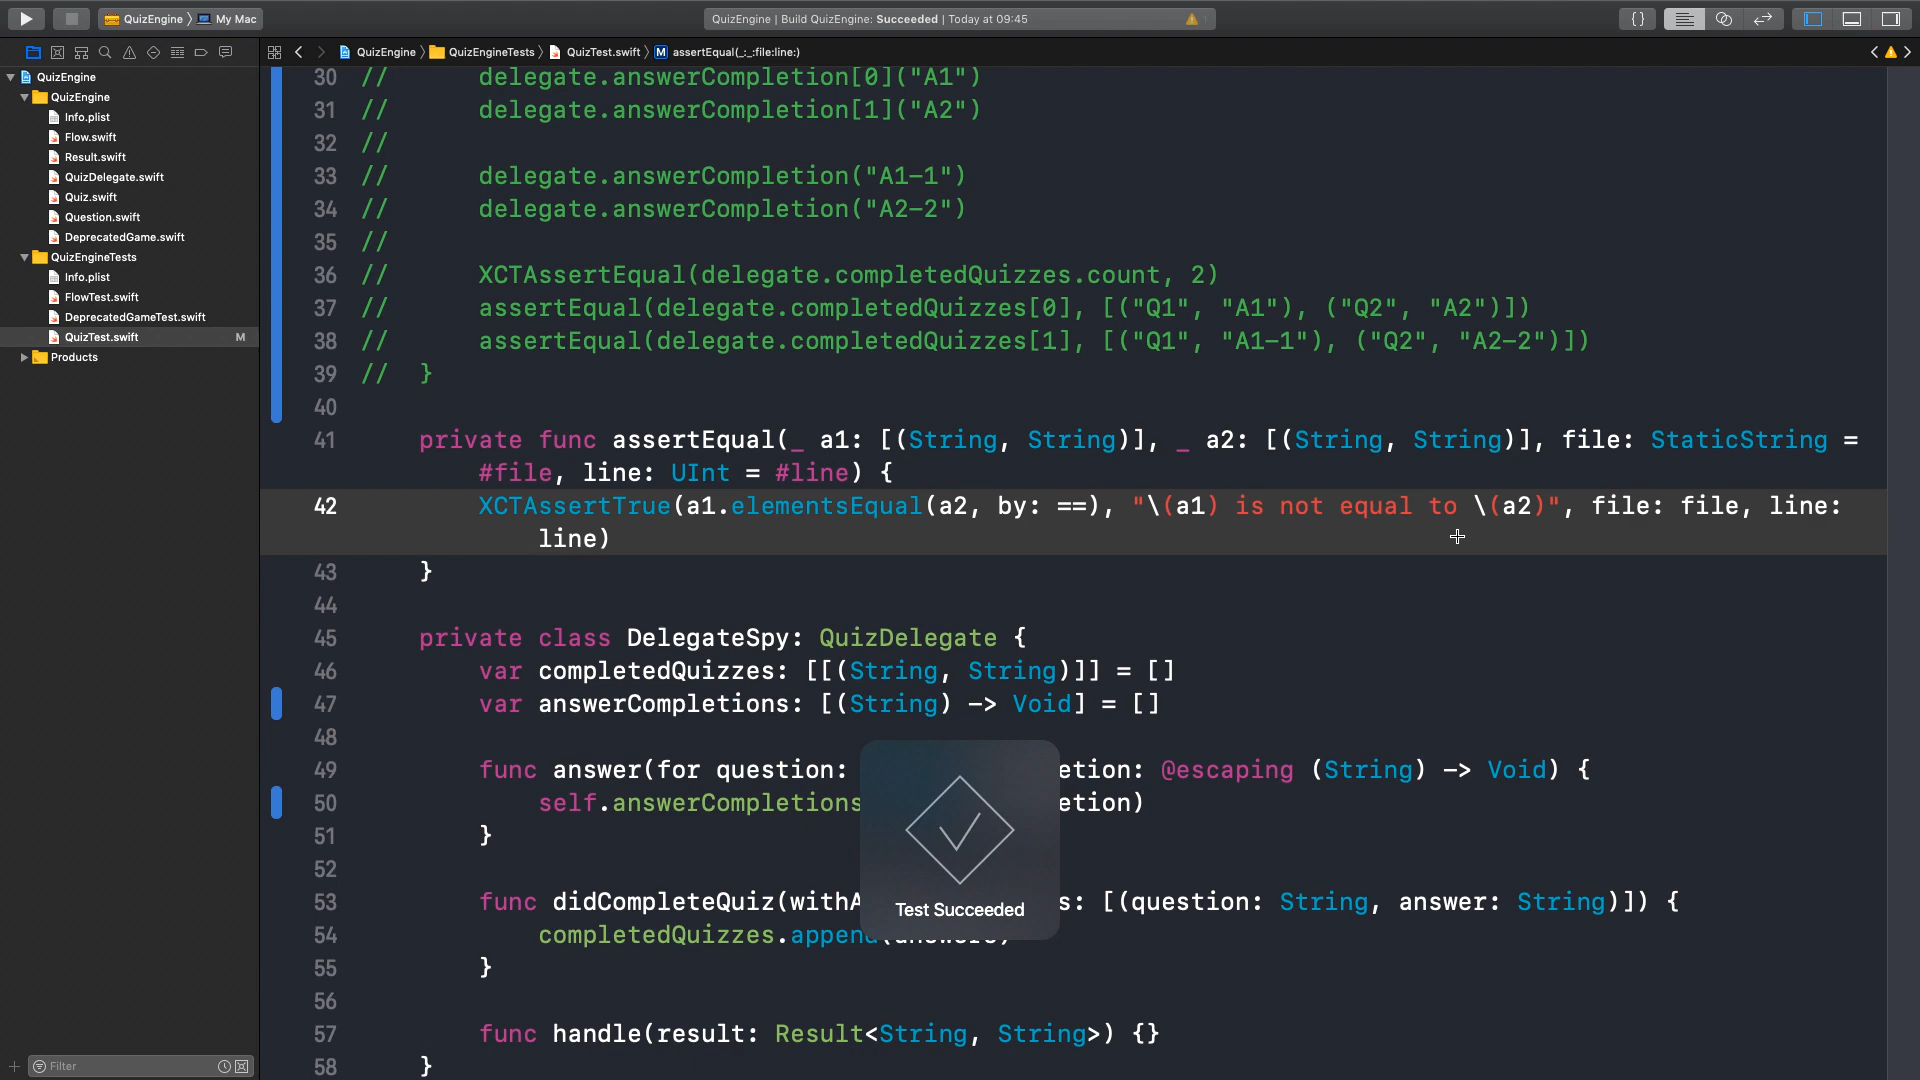 QuizEngine
My Mac
QuizEngine | Build QuizEngine: Succeeded | Today at 09:45
{}
QuizEngine
QuizEngineTests
QuizTest.swift
M
assertEqual(_:_:file:line:)
QuizEngine
QuizEngine
Info.plist
Flow.swift
Result.swift
QuizDelegate.swift
Quiz.swift
Question.swift
DeprecatedGame.swift
QuizEngineTests
Info.plist
FlowTest.swift
DeprecatedGameTest.swift
QuizTest.swift M
Products
Filter
30 // delegate.answerCompletion[0]("A1")
31 // delegate.answerCompletion[1]("A2")
32 //
33 // delegate.answerCompletion("A1-1")
34 // delegate.answerCompletion("A2-2")
35 //
36 // XCTAssertEqual(delegate.completedQuizzes.count, 2)
37 // assertEqual(delegate.completedQuizzes[0], [("Q1", "A1"), ("Q2", "A2")])
38 // assertEqual(delegate.completedQuizzes[1], [("Q1", "A1-1"), ("Q2", "A2-2")])
39 // }
40
41 private func assertEqual(_ a1: [(String, String)], _ a2: [(String, String)], file: StaticString =
#file, line: UInt = #line) {
42 XCTAssertTrue(a1.elementsEqual(a2, by: ==), "\(a1) is not equal to \(a2)", file: file, line:
line)
43 }
44
45 private class DelegateSpy: QuizDelegate {
46 var completedQuizzes: [[(String, String)]] = []
47 var answerCompletions: [(String) -> Void] = []
48
49 func answer(for question: etion: @escaping (String) -> Void) {
50 self.answerCompletions etion)
51 }
52
53 func didCompleteQuiz(withA s: [(question: String, answer: String)]) {
54 completedQuizzes.append(answers)
55 }
56
57 func handle(result: Result<String, String>) {}
58 }
Test Succeeded